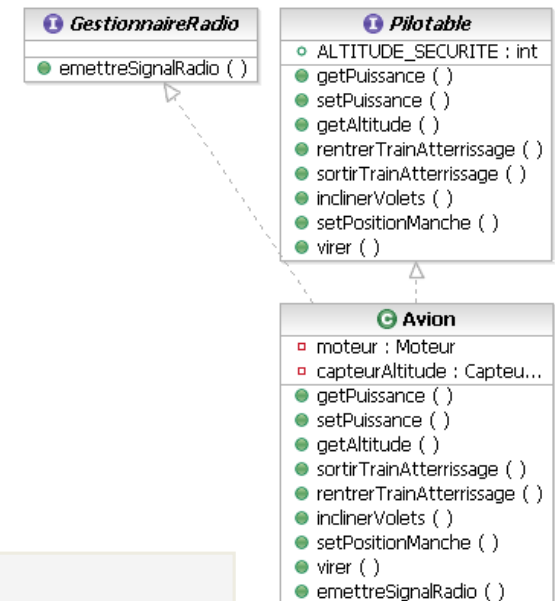 GestionnaireRadio
emettreSignalRadio ( )
Pilotable
ALTITUDE_SECURITE : int
getPuissance ( )
setPuissance ( )
getAltitude ( )
rentrerTrainAtterrissage ( )
sortirTrainAtterrissage ( )
inclinerVolets ( )
setPositionManche ( )
virer ( )
Avion
moteur : Moteur
capteurAltitude : Capteu...
getPuissance ( )
setPuissance ( )
getAltitude ( )
sortirTrainAtterrissage ( )
rentrerTrainAtterrissage ( )
inclinerVolets ( )
setPositionManche ( )
virer ( )
emettreSignalRadio ( )